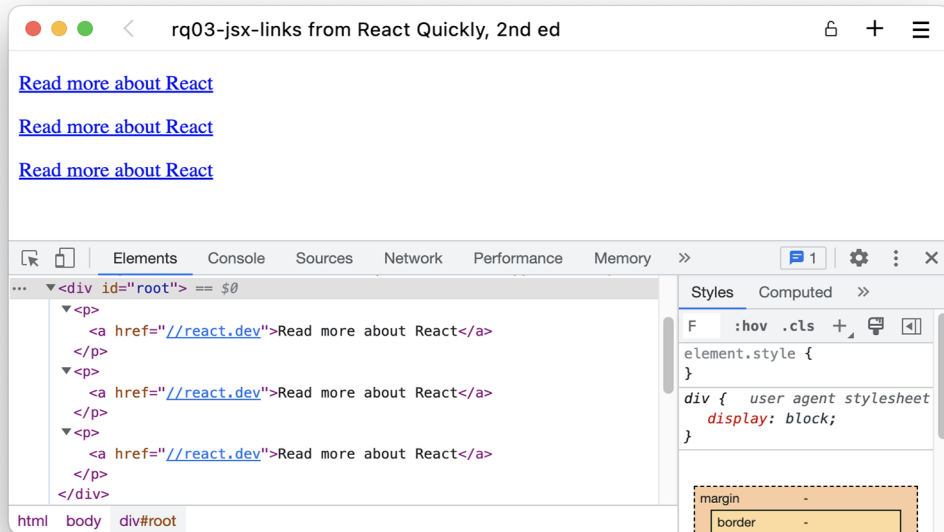 rq03-jsx-links from React Quickly, 2nd ed
Read more about React
Read more about React
Read more about React
Elements Console Sources Network Performance Memory » 1
… <div id="root"> == $0
<p>
<a href="//react.dev">Read more about React</a>
</p>
<p>
<a href="//react.dev">Read more about React</a>
</p>
<p>
<a href="//react.dev">Read more about React</a>
</p>
</div>
html body div#root
Styles Computed »
F :hov .cls +
element.style {
}
div { user agent stylesheet
display: block;
}
margin -
border -